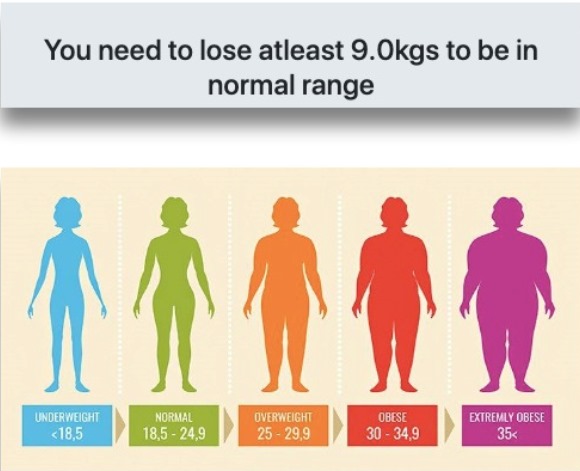 You need to lose atleast 9.0kgs to be in
normal range
UNDERWEIGHT
<18,5
NORMAL
18,5 - 24,9
OVERWEIGHT
25 - 29,9
OBESE
30 - 34,9
EXTREMLY OBESE
35<